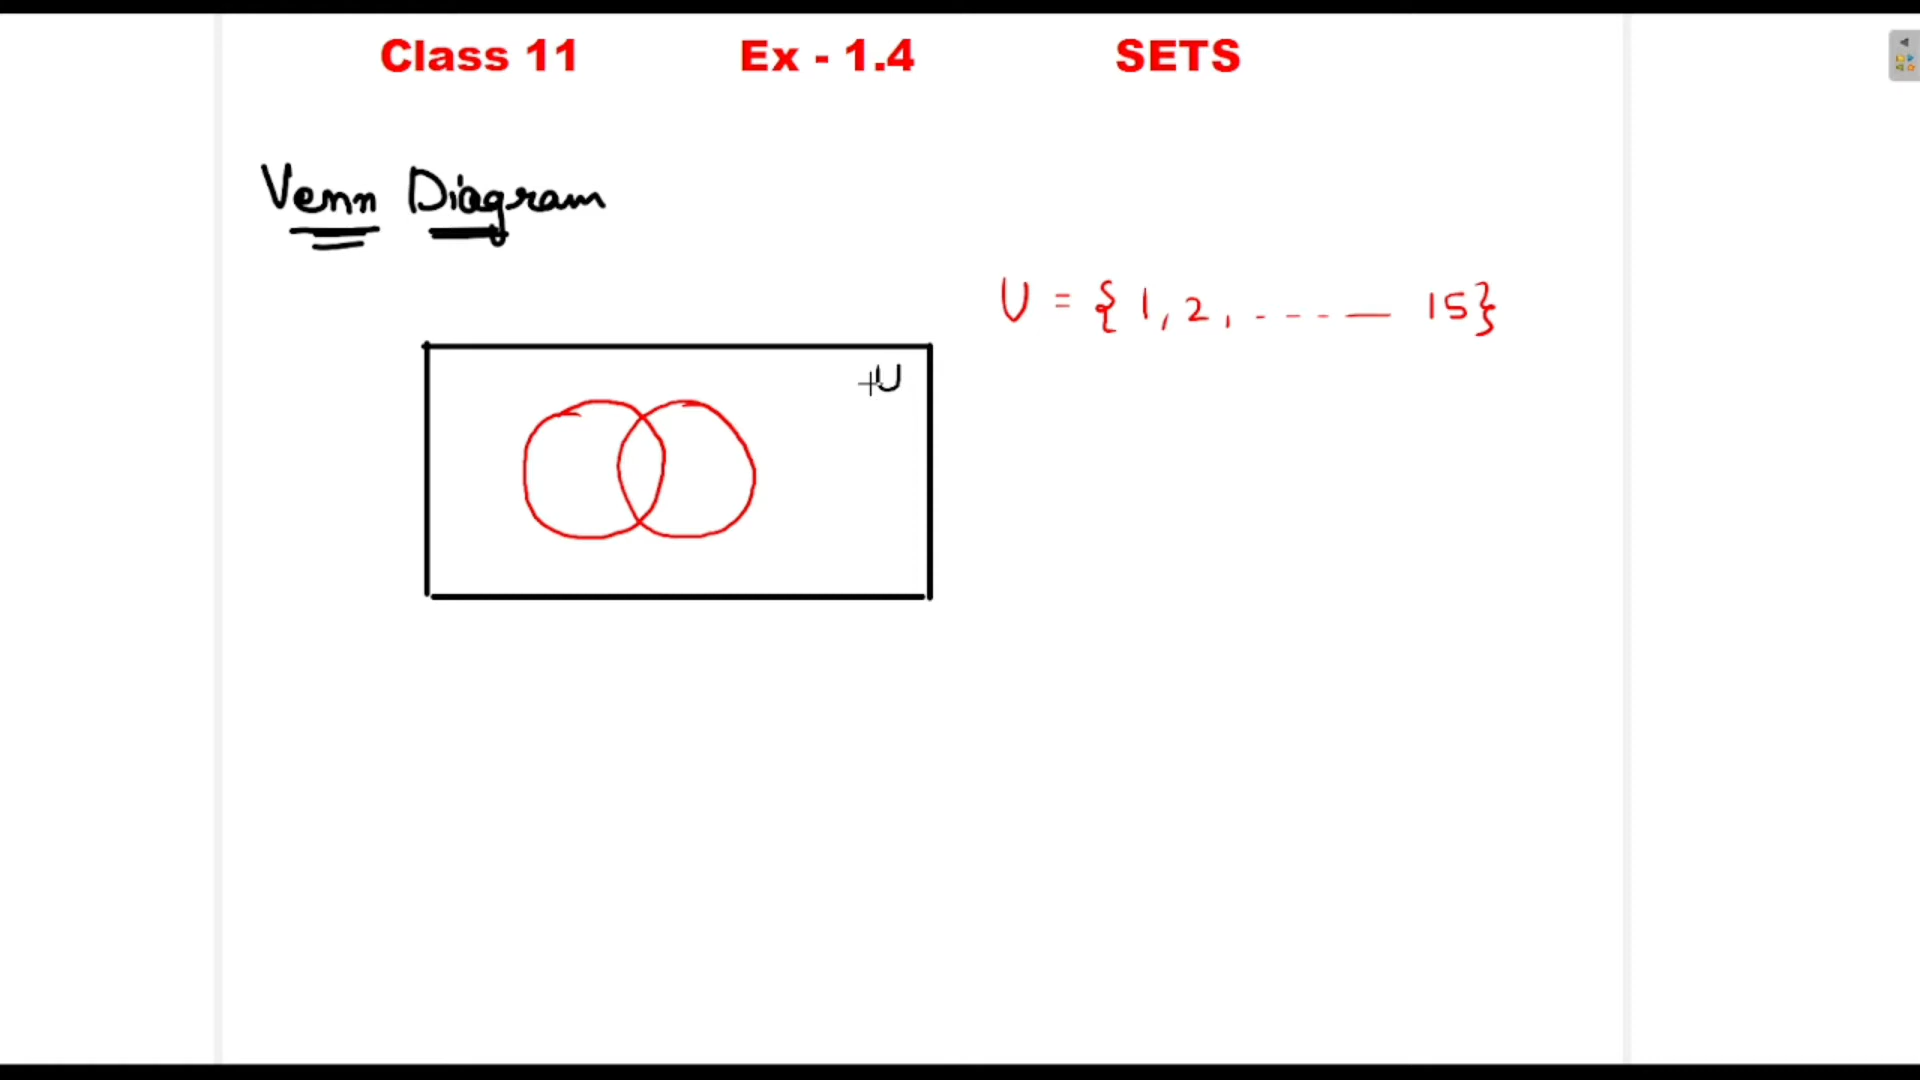 Class 11 Ex - 1.4 SETS
Venn Diagram
U = { 1, 2, ------ 15}
U